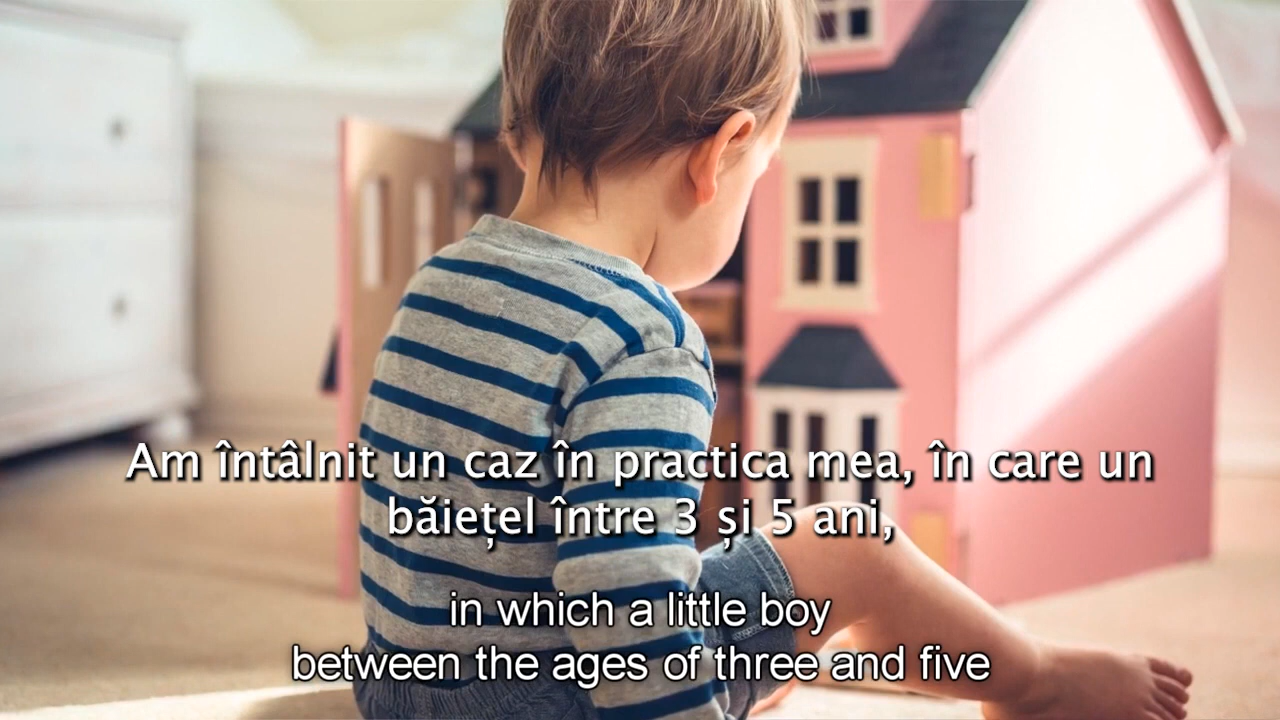 Am întâlnit un caz în practica mea, în care un
băiețel între 3 și 5 ani,
in which a little boy
between the ages of three and five